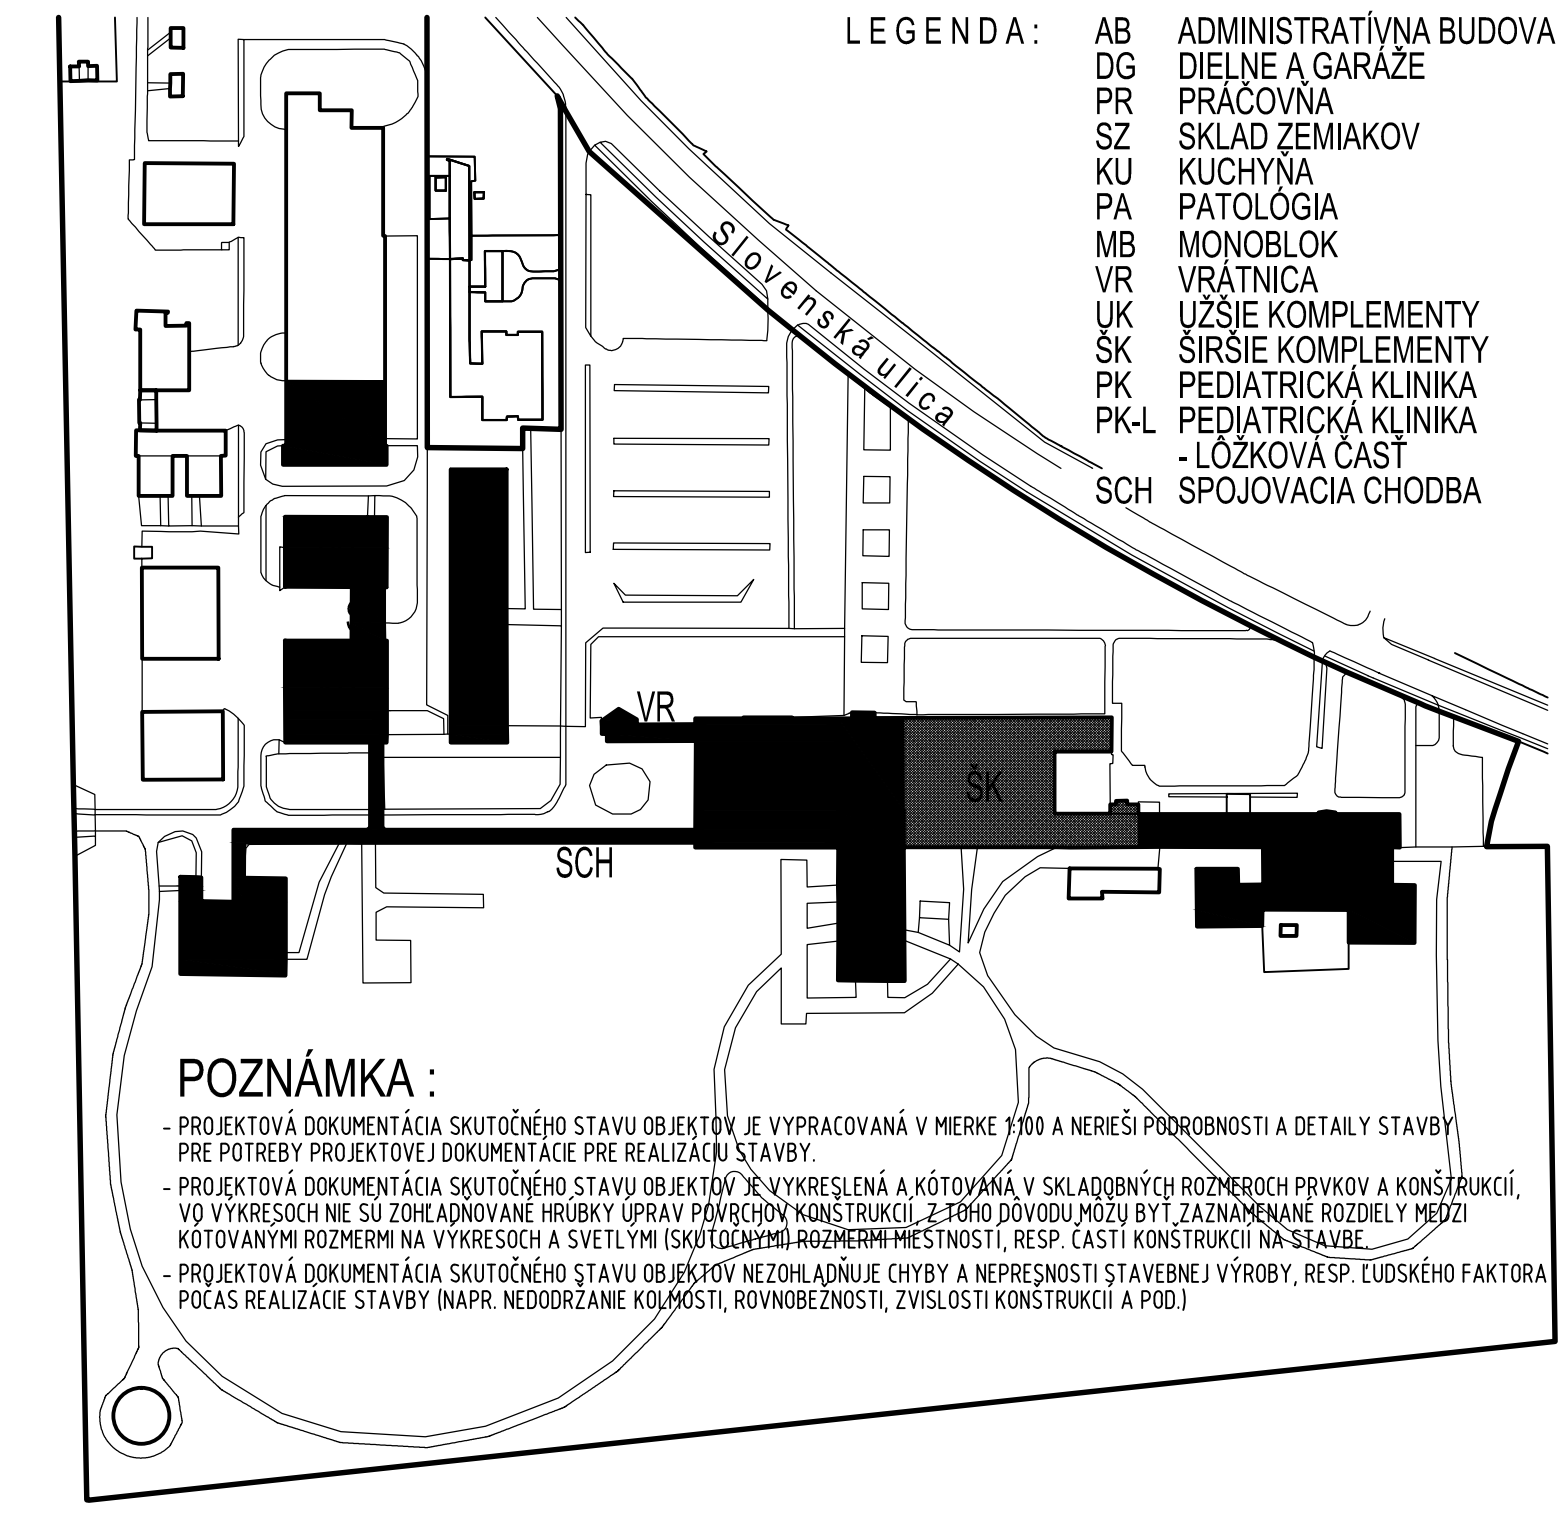 LEGENDA:
AB ADMINISTRATÍVNA BUDOVA
DG DIELNE A GARÁŽE
PR PRÁČOVŇA
SZ SKLAD ZEMIAKOV
KU KUCHYŇA
PA PATOLÓGIA
MB MONOBLOK
VR VRÁTNICA
UK UŽŠIE KOMPLEMENTY
ŠK ŠIRŠIE KOMPLEMENTY
PK PEDIATRICKÁ KLINIKA
PK-L PEDIATRICKÁ KLINIKA
- LÔŽKOVÁ ČASŤ
SCH SPOJOVACIA CHODBA
Slovenská ulica
VR
ŠK
SCH
POZNÁMKA :
- PROJEKTOVÁ DOKUMENTÁCIA SKUTOČNÉHO STAVU OBJEKTOV JE VYPRACOVANÁ V MIERKE 1:100 A NERIEŠI PODROBNOSTI A DETAILY STAVBY
PRE POTREBY PROJEKTOVEJ DOKUMENTÁCIE PRE REALIZÁCIU STAVBY.
- PROJEKTOVÁ DOKUMENTÁCIA SKUTOČNÉHO STAVU OBJEKTOV JE VYKRESLENÁ A KÓTOVANÁ V SKLADOBNÝCH ROZMEROCH PRVKOV A KONŠTRUKCIÍ,
VO VÝKRESOCH NIE SÚ ZOHĽADŇOVANÉ HRÚBKY ÚPRAV POVRCHOV KONŠTRUKCIÍ, Z TOHO DÔVODU MÔŽU BYŤ ZAZNAMENANÉ ROZDIELY MEDZI
KÓTOVANÝMI ROZMERMI NA VÝKRESOCH A SVETLÝMI (SKUTOČNÝMI) ROZMERMI MIESTNOSTÍ, RESP. ČASTÍ KONŠTRUKCIÍ NA STAVBE.
- PROJEKTOVÁ DOKUMENTÁCIA SKUTOČNÉHO STAVU OBJEKTOV NEZOHĽADŇUJE CHYBY A NEPRESNOSTI STAVEBNEJ VÝROBY, RESP. ĽUDSKÉHO FAKTORA
POČAS REALIZÁCIE STAVBY (NAPR. NEDODRŽANIE KOLMOSTI, ROVNOBEŽNOSTI, ZVISLOSTI KONŠTRUKCIÍ A POD.)